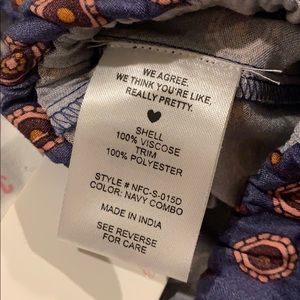 WE AGREE.
WE THINK YOU'RE LIKE,
REALLY PRETTY.
SHELL
100% VISCOSE
TRIM
100% POLYESTER
STYLE # NFC-S-015D
COLOR: NAVY COMBO
MADE IN INDIA
SEE REVERSE
FOR CARE